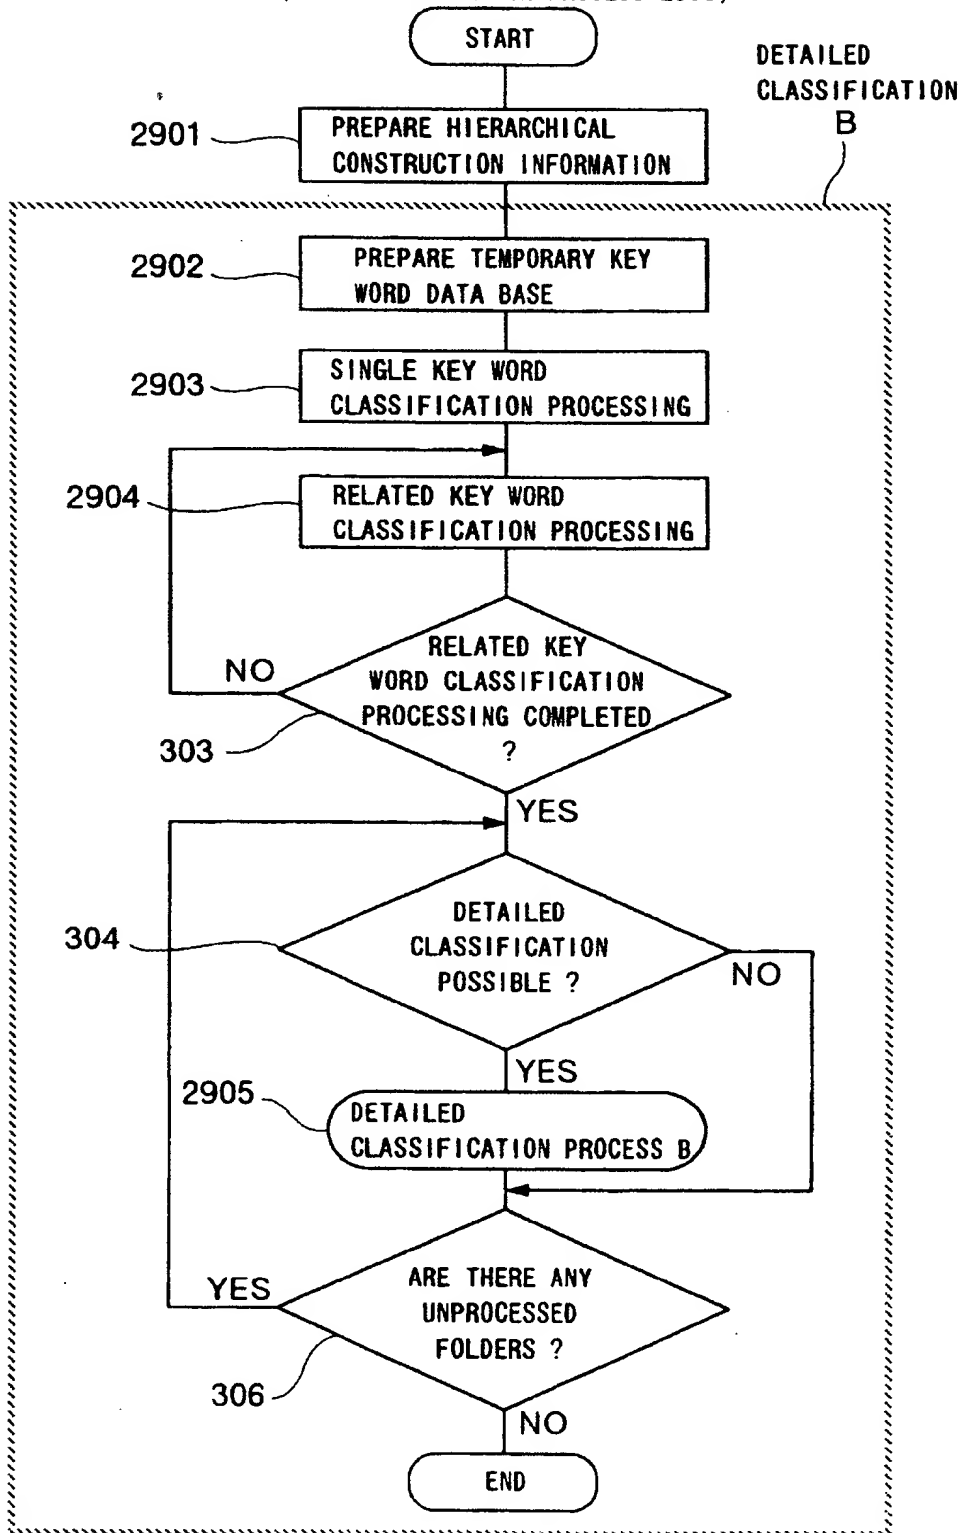 START
DETAILED
CLASSIFICATION
B
2901
PREPARE HIERARCHICAL
CONSTRUCTION INFORMATION
2902
PREPARE TEMPORARY KEY
WORD DATA BASE
2903
SINGLE KEY WORD
CLASSIFICATION PROCESSING
2904
RELATED KEY WORD
CLASSIFICATION PROCESSING
NO
RELATED KEY
WORD CLASSIFICATION
PROCESSING COMPLETED
?
303
YES
304
DETAILED
CLASSIFICATION
POSSIBLE ?
NO
YES
2905
DETAILED
CLASSIFICATION PROCESS B
YES
ARE THERE ANY
UNPROCESSED
FOLDERS ?
306
NO
END